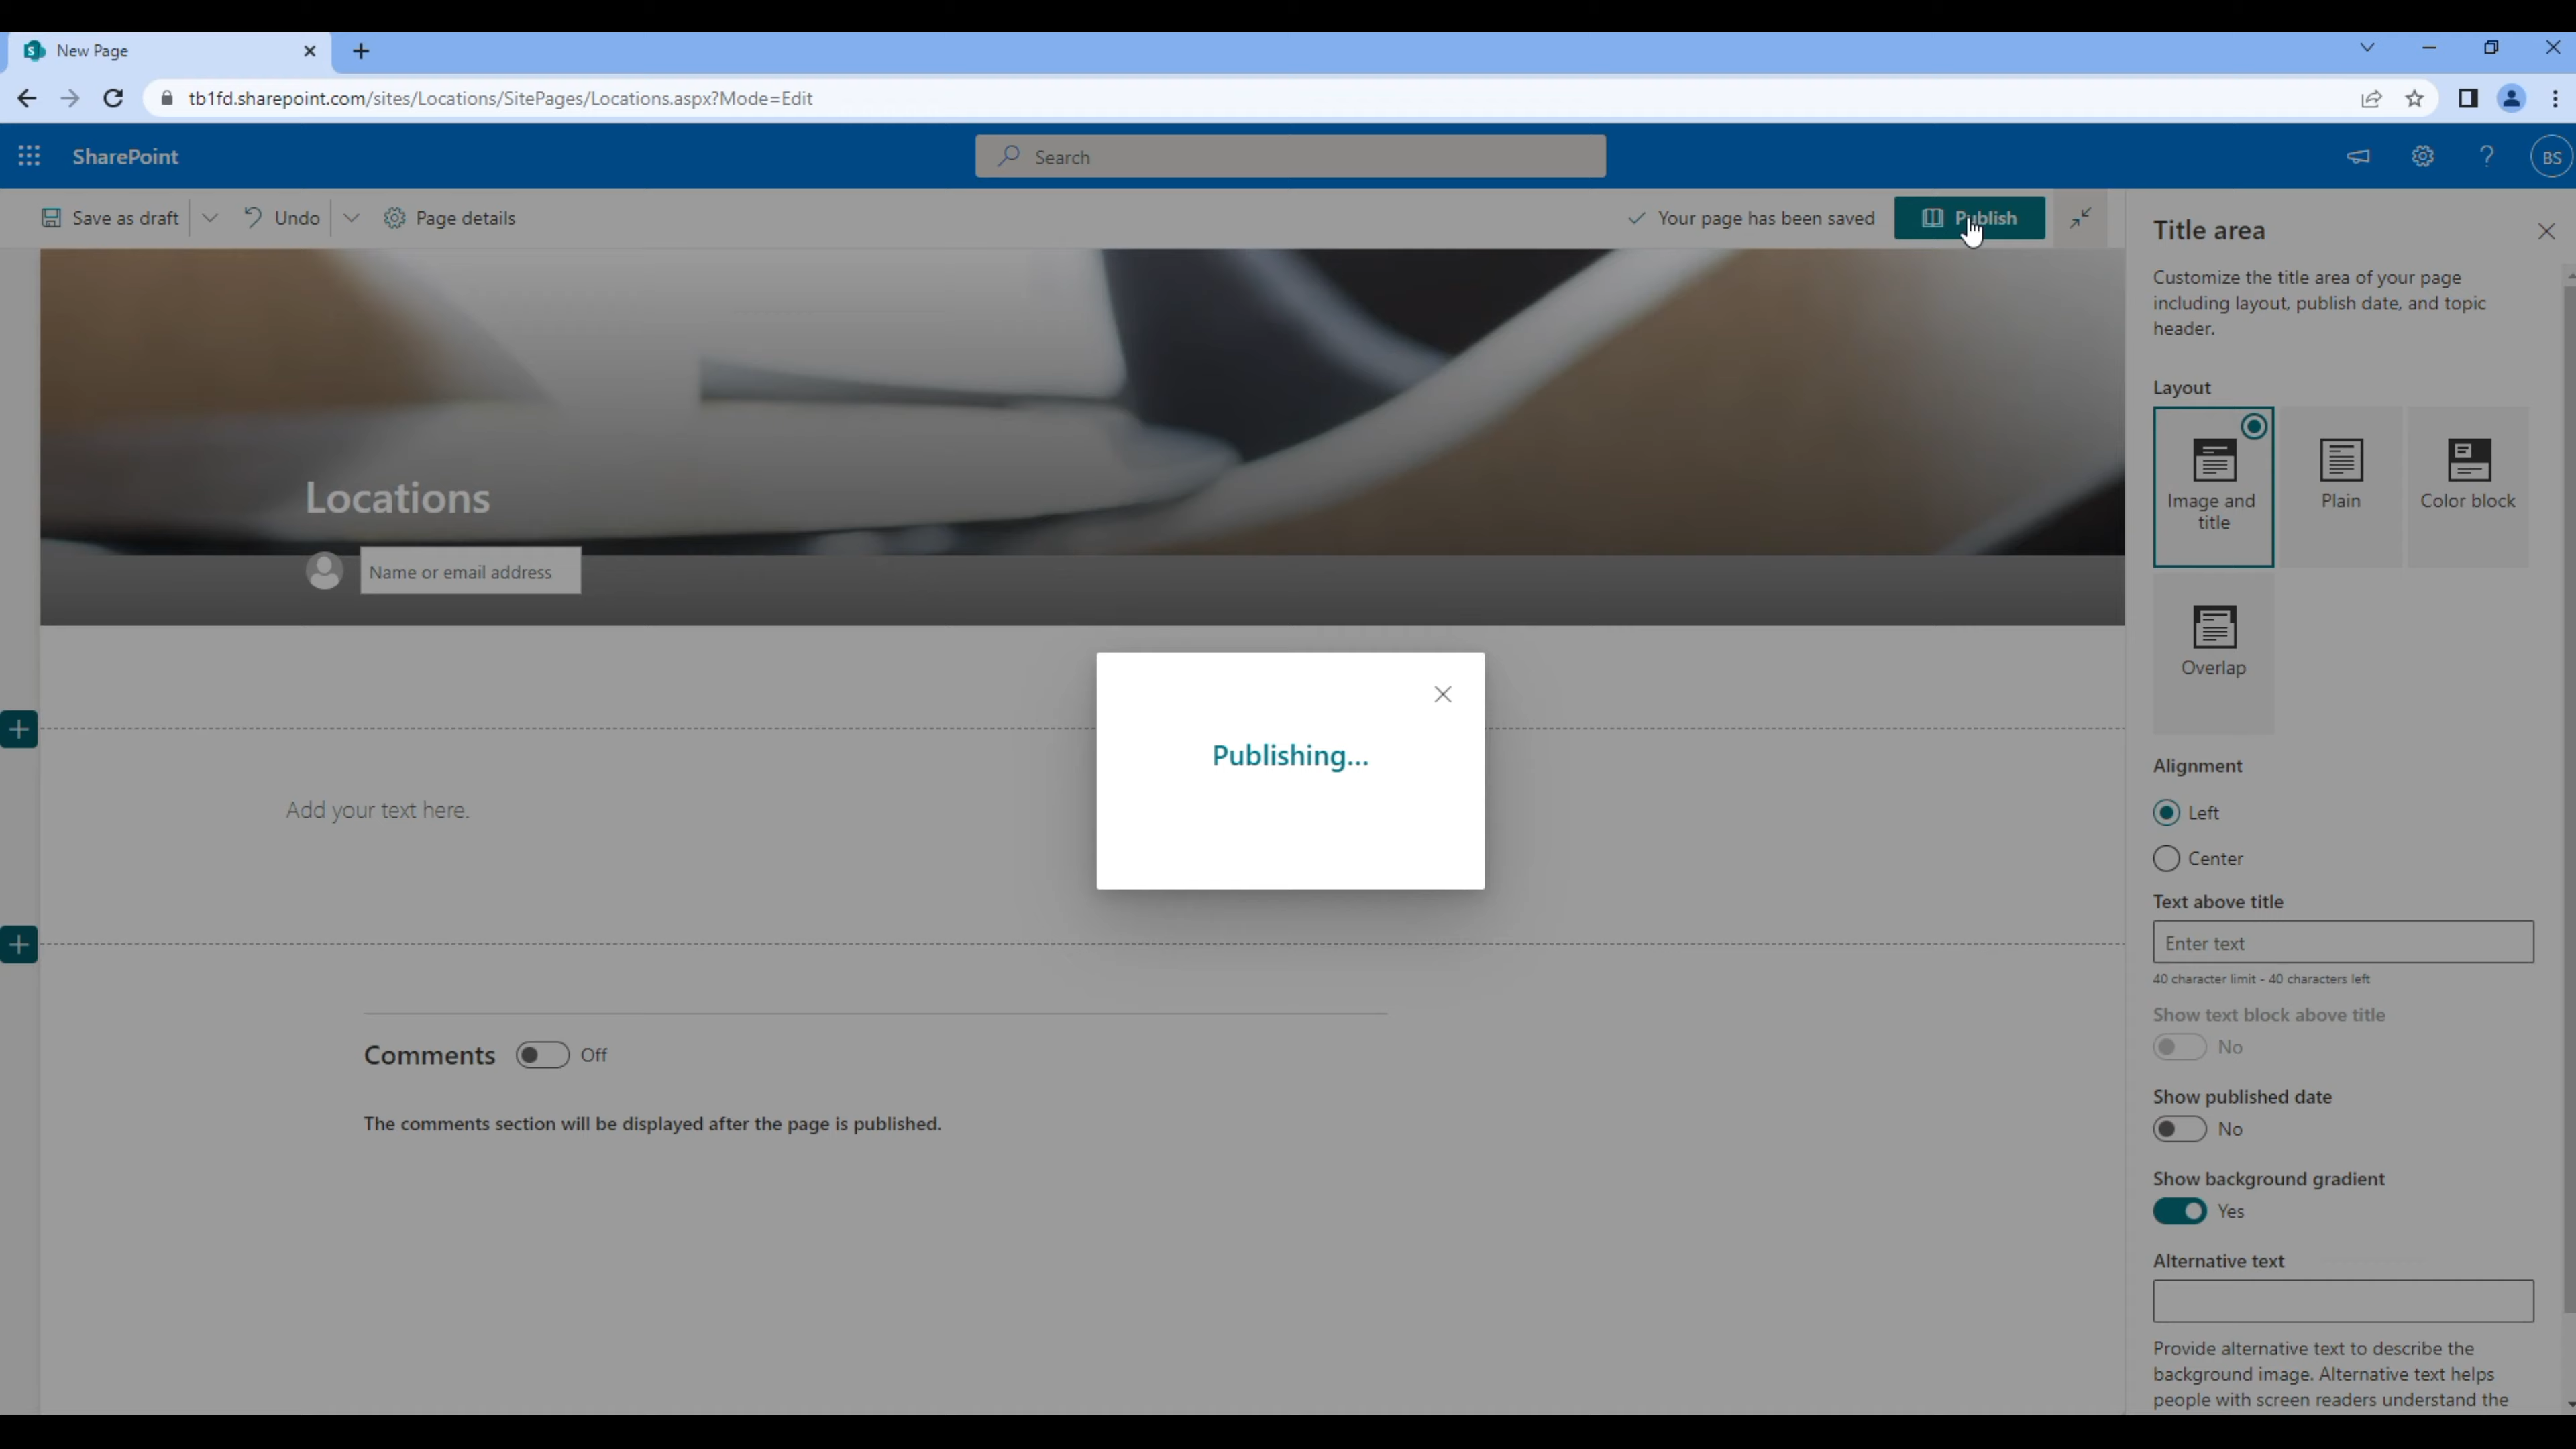 New Page
tb1fd.sharepoint.com/sites/Locations/SitePages/Locations.aspx?Mode=Edit
SharePoint
Search
BS
Save as draft
Undo
Page details
Your page has been saved
Publish
Locations
Name or email address
Publishing...
Add your text here.
Comments
Off
The comments section will be displayed after the page is published.
Title area
Customize the title area of your page
including layout, publish date, and topic
header.
Layout
Image and
title
Plain
Color block
Overlap
Alignment
Left
Center
Text above title
Enter text
40 character limit - 40 characters left
Show text block above title
No
Show published date
No
Show background gradient
Yes
Alternative text
Provide alternative text to describe the
background image. Alternative text helps
people with screen readers understand the